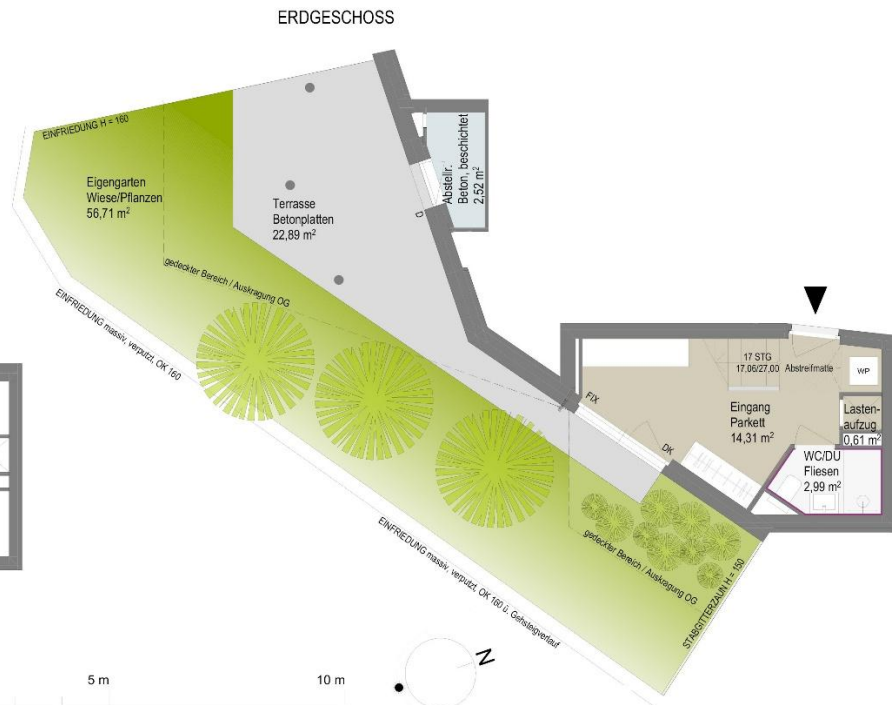 ERDGESCHOSS
EINFRIEDUNG H = 160
Eigengarten
Wiese/Pflanzen
56,71 m²
Terrasse
Betonplatten
22,89 m²
Abstellr.
Beton, beschichtet
2,52 m²
D
gedeckter Bereich / Auskragung OG
EINFRIEDUNG massiv, verputzt, OK 160
17 STG
17,06/27,00
Abstreifmatte
WP
FIX
DK
Eingang
Parkett
14,31 m²
Lasten-
aufzug
0,61 m²
WC/DU
Fliesen
2,99 m²
gedeckter Bereich / Auskragung OG
STABGITTERZAUN H = 150
EINFRIEDUNG massiv, verputzt, OK 160 ü. Gehsteigverlauf
5 m
10 m
N